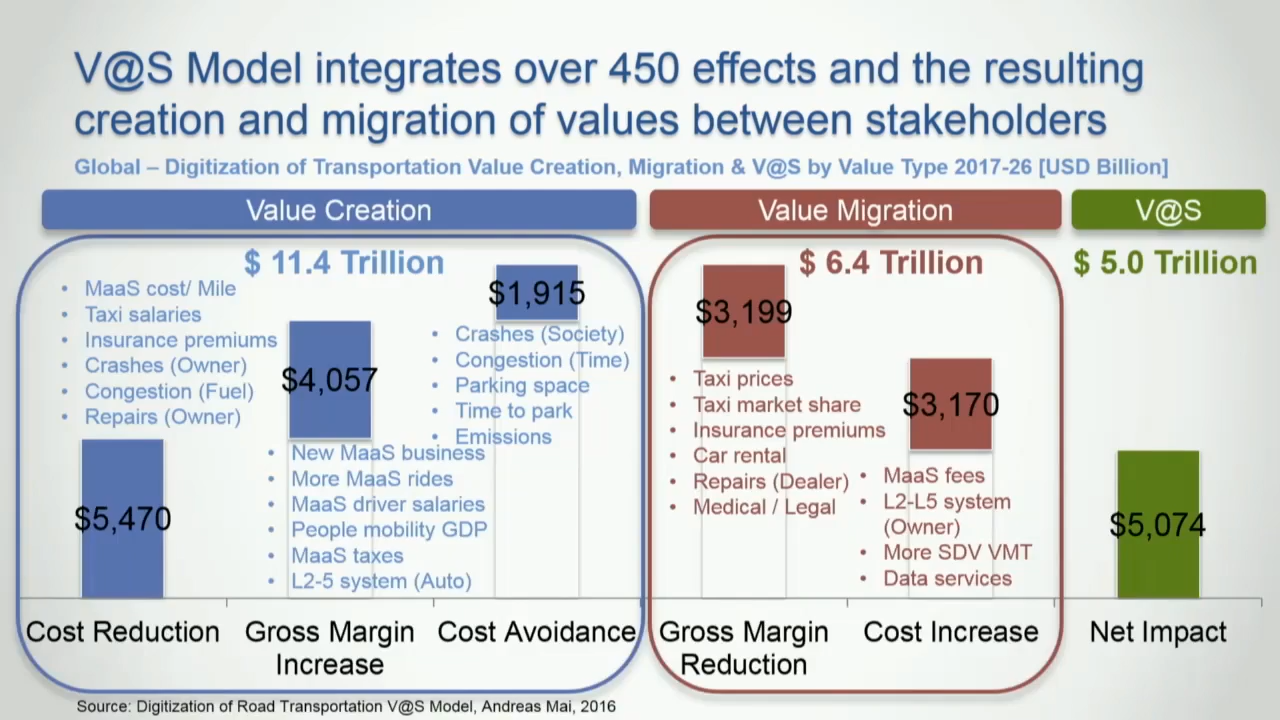 V@S Model integrates over 450 effects and the resulting
creation and migration of values between stakeholders
Global – Digitization of Transportation Value Creation, Migration & V@S by Value Type 2017-26 [USD Billion]
Value Creation
Value Migration
V@S
$ 11.4 Trillion
$ 6.4 Trillion
$ 5.0 Trillion
• MaaS cost/ Mile
• Taxi salaries
• Insurance premiums
• Crashes (Owner)
• Congestion (Fuel)
• Repairs (Owner)
$5,470
$4,057
• New MaaS business
• More MaaS rides
• MaaS driver salaries
• People mobility GDP
• MaaS taxes
• L2-5 system (Auto)
$1,915
• Crashes (Society)
• Congestion (Time)
• Parking space
• Time to park
• Emissions
$3,199
• Taxi prices
• Taxi market share
• Insurance premiums
• Car rental
• Repairs (Dealer)
• Medical / Legal
$3,170
• MaaS fees
• L2-L5 system
(Owner)
• More SDV VMT
• Data services
$5,074
Cost Reduction
Gross Margin
Increase
Cost Avoidance
Gross Margin
Reduction
Cost Increase
Net Impact
Source: Digitization of Road Transportation V@S Model, Andreas Mai, 2016